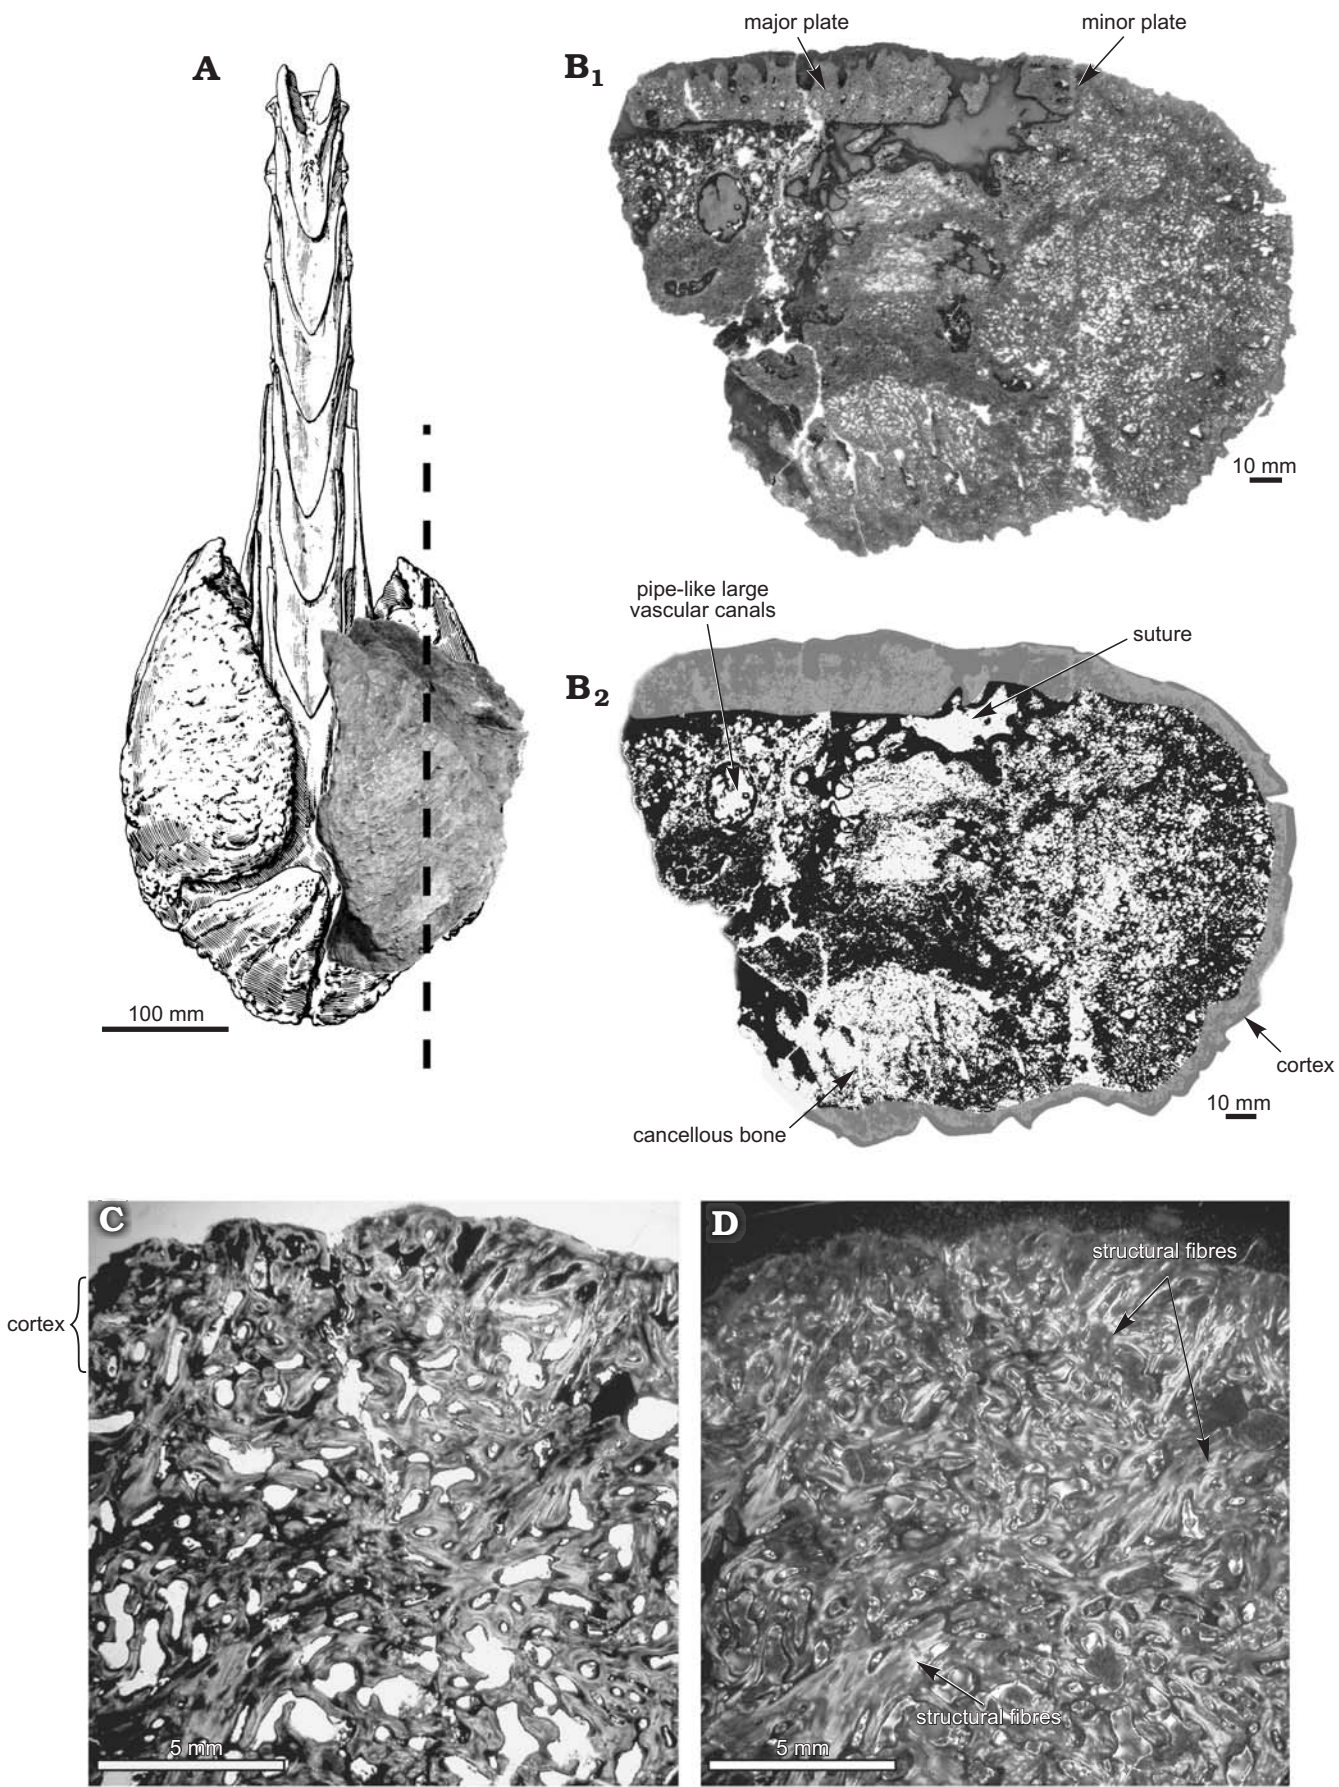 A
B1
major plate
minor plate
10 mm
pipe-like large
vascular canals
suture
B2
100 mm
cortex
10 mm
cancellous bone
C
D
structural fibres
cortex
structural fibres
5 mm
5 mm